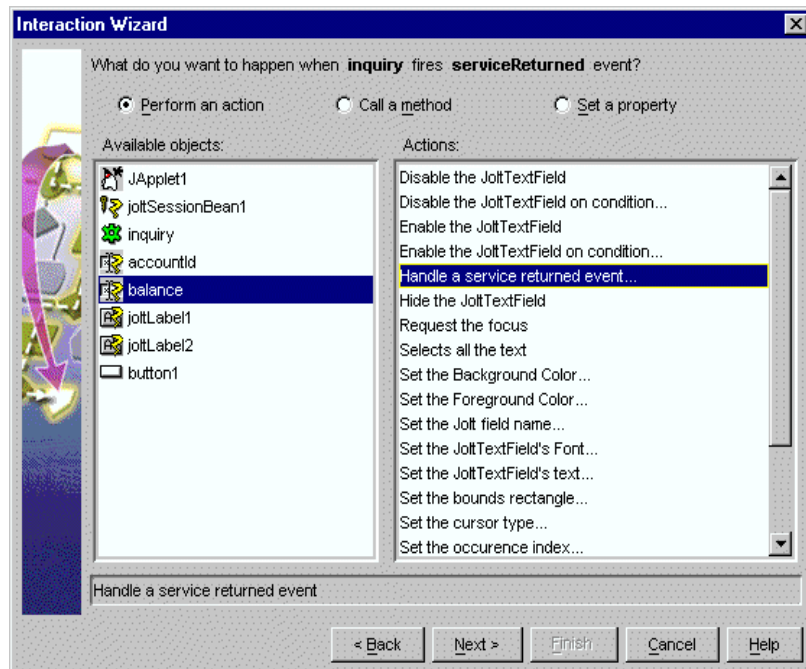 Interaction Wizard
What do you want to happen when inquiry fires serviceReturned event?
Perform an action Call a method Set a property
Available objects: Actions:
JApplet1
joltSessionBean1
inquiry
accountId
balance
joltLabel1
joltLabel2
button1
Disable the JoltTextField
Disable the JoltTextField on condition...
Enable the JoltTextField
Enable the JoltTextField on condition...
Handle a service returned event...
Hide the JoltTextField
Request the focus
Selects all the text
Set the Background Color...
Set the Foreground Color...
Set the Jolt field name...
Set the JoltTextField's Font...
Set the JoltTextField's text...
Set the bounds rectangle...
Set the cursor type...
Set the occurence index...
Handle a service returned event
< Back Next > Finish Cancel Help